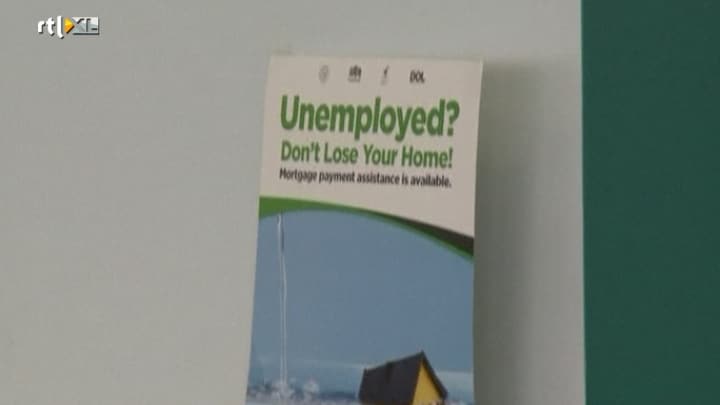 rtl XL
DOL
Unemployed?
Don't Lose Your Home!
Mortgage payment assistance is available.